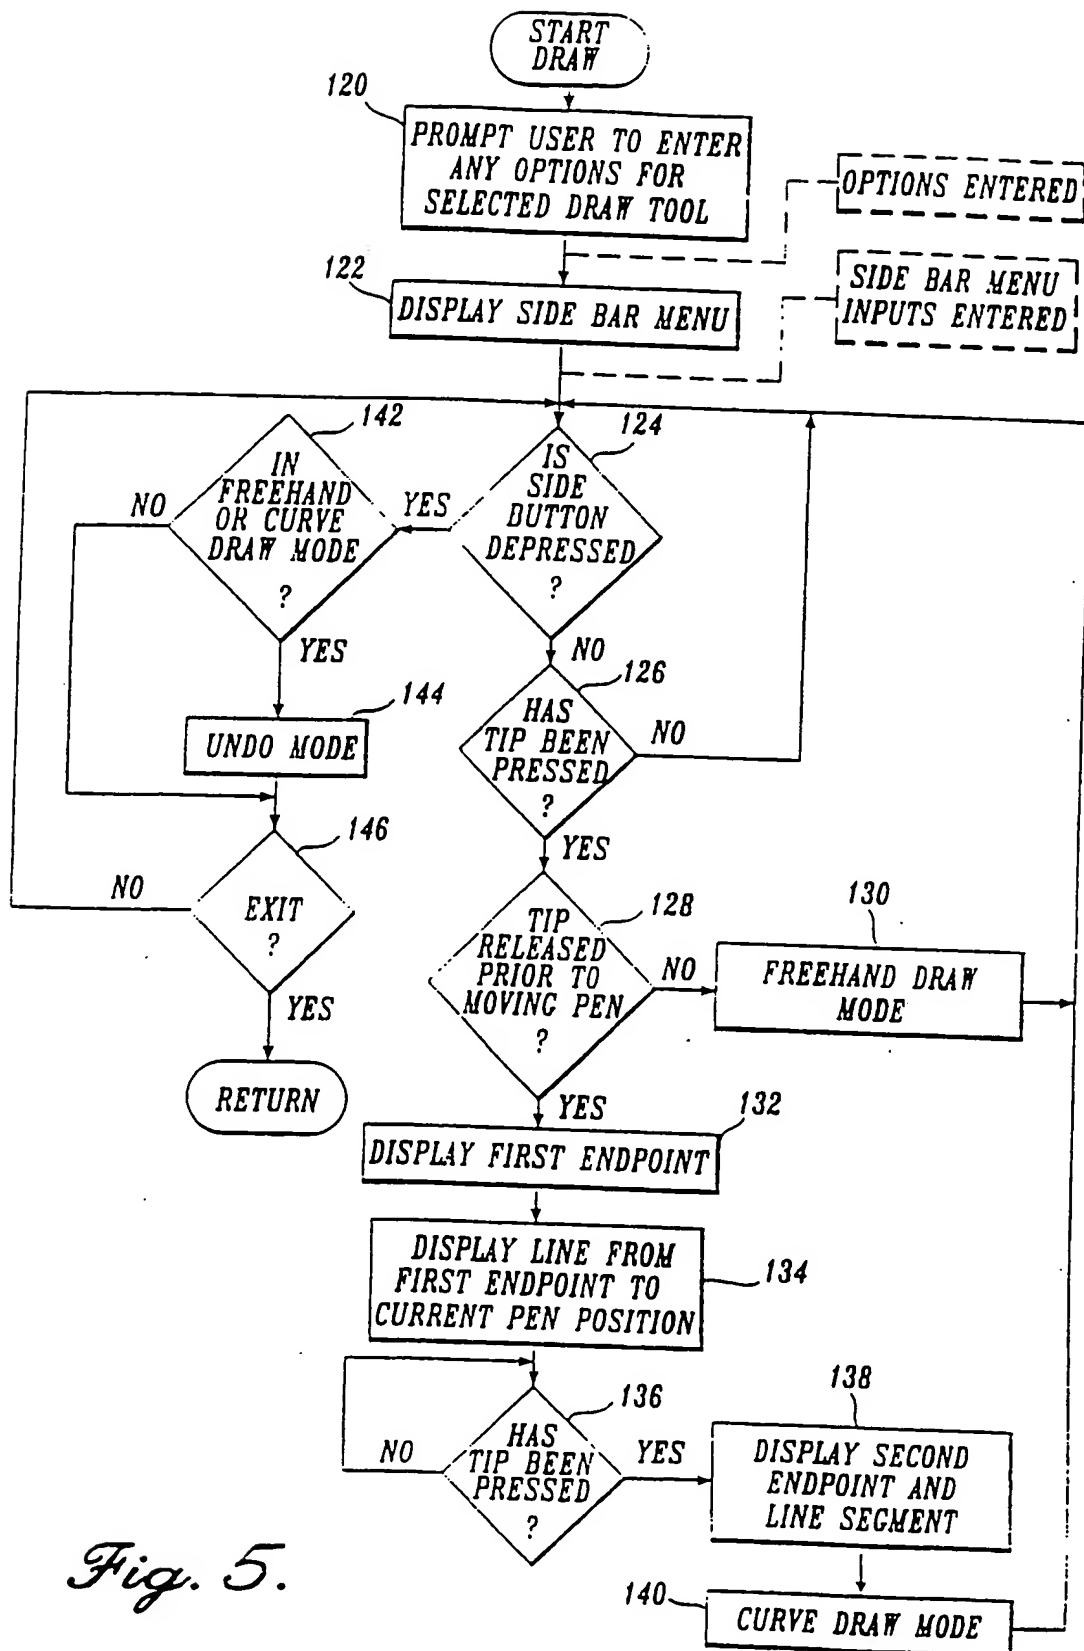 START
DRAW
120
PROMPT USER TO ENTER
ANY OPTIONS FOR
SELECTED DRAW TOOL
OPTIONS ENTERED
122
DISPLAY SIDE BAR MENU
SIDE BAR MENU
INPUTS ENTERED
142
IN
FREEHAND
OR CURVE
DRAW MODE
?
NO
YES
124
IS
SIDE
BUTTON
DEPRESSED
?
YES
NO
144
UNDO MODE
126
HAS
TIP BEEN
PRESSED
?
NO
YES
146
EXIT
?
NO
YES
RETURN
128
TIP
RELEASED
PRIOR TO
MOVING PEN
?
NO
130
FREEHAND DRAW
MODE
YES
132
DISPLAY FIRST ENDPOINT
DISPLAY LINE FROM
FIRST ENDPOINT TO
CURRENT PEN POSITION
134
136
HAS
TIP BEEN
PRESSED
?
NO
YES
138
DISPLAY SECOND
ENDPOINT AND
LINE SEGMENT
140
CURVE DRAW MODE
Fig. 5.